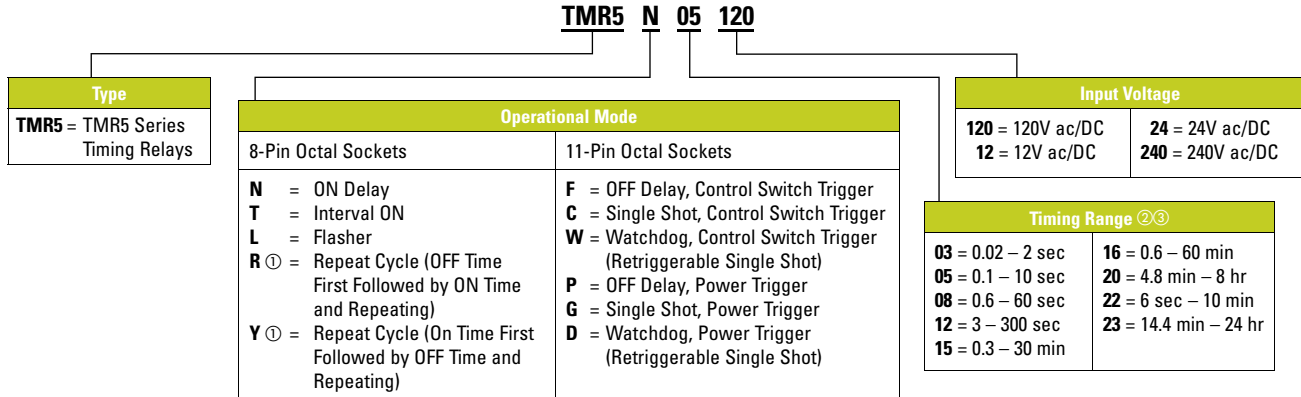 TMR5 N 05 120
Type
TMR5 = TMR5 Series
Timing Relays
Operational Mode
8-Pin Octal Sockets
N = ON Delay
T = Interval ON
L = Flasher
R ① = Repeat Cycle (OFF Time
First Followed by ON Time
and Repeating)
Y ① = Repeat Cycle (On Time First
Followed by OFF Time and
Repeating)
11-Pin Octal Sockets
F = OFF Delay, Control Switch Trigger
C = Single Shot, Control Switch Trigger
W = Watchdog, Control Switch Trigger
(Retriggerable Single Shot)
P = OFF Delay, Power Trigger
G = Single Shot, Power Trigger
D = Watchdog, Power Trigger
(Retriggerable Single Shot)
Input Voltage
120 = 120V ac/DC
12 = 12V ac/DC
24 = 24V ac/DC
240 = 240V ac/DC
Timing Range ②③
03 = 0.02 – 2 sec
05 = 0.1 – 10 sec
08 = 0.6 – 60 sec
12 = 3 – 300 sec
15 = 0.3 – 30 min
16 = 0.6 – 60 min
20 = 4.8 min – 8 hr
22 = 6 sec – 10 min
23 = 14.4 min – 24 hr